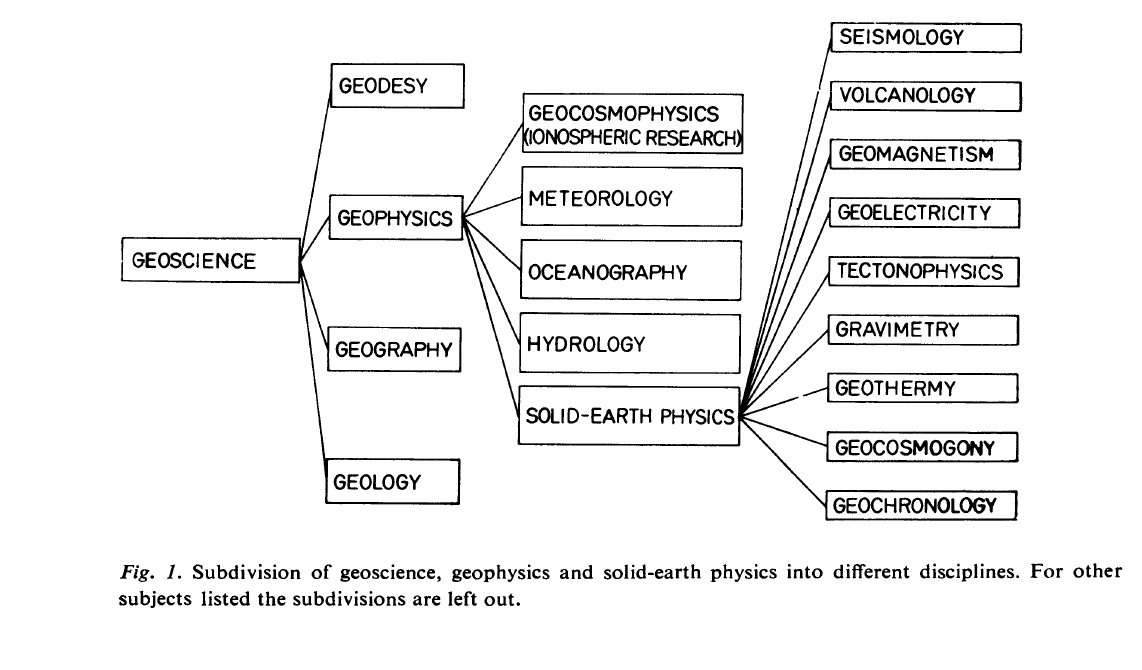 GEOSCIENCE
GEODESY
GEOPHYSICS
GEOGRAPHY
GEOLOGY
GEOCOSMOPHYSICS
(IONOSPHERIC RESEARCH)
METEOROLOGY
OCEANOGRAPHY
HYDROLOGY
SOLID-EARTH PHYSICS
SEISMOLOGY
VOLCANOLOGY
GEOMAGNETISM
GEOELECTRICITY
TECTONOPHYSICS
GRAVIMETRY
GEOTHERMY
GEOCOSMOGONY
GEOCHRONOLOGY
Fig. 1. Subdivision of geoscience, geophysics and solid-earth physics into different disciplines. For other
subjects listed the subdivisions are left out.